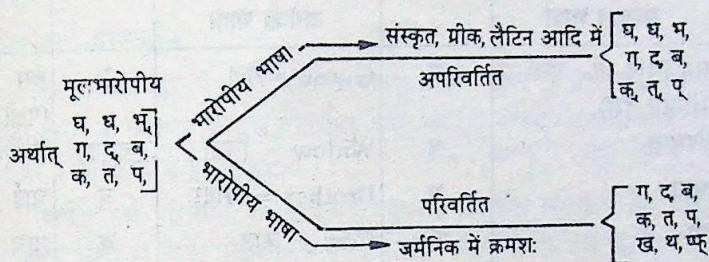 मूलभारोपीय
घ, ध, भ्
अर्थात् ग, द्, ब,
क, त, प,
भारोपीय भाषा
संस्कृत, ग्रीक, लैटिन आदि में
अपरिवर्तित
घ, ध, भ,
ग, द्, ब,
क्, त्, प्
भारोपीय भाषा
परिवर्तित
जर्मनिक में क्रमशः
ग, द्, ब,
क, त, प,
ख, थ, फ्